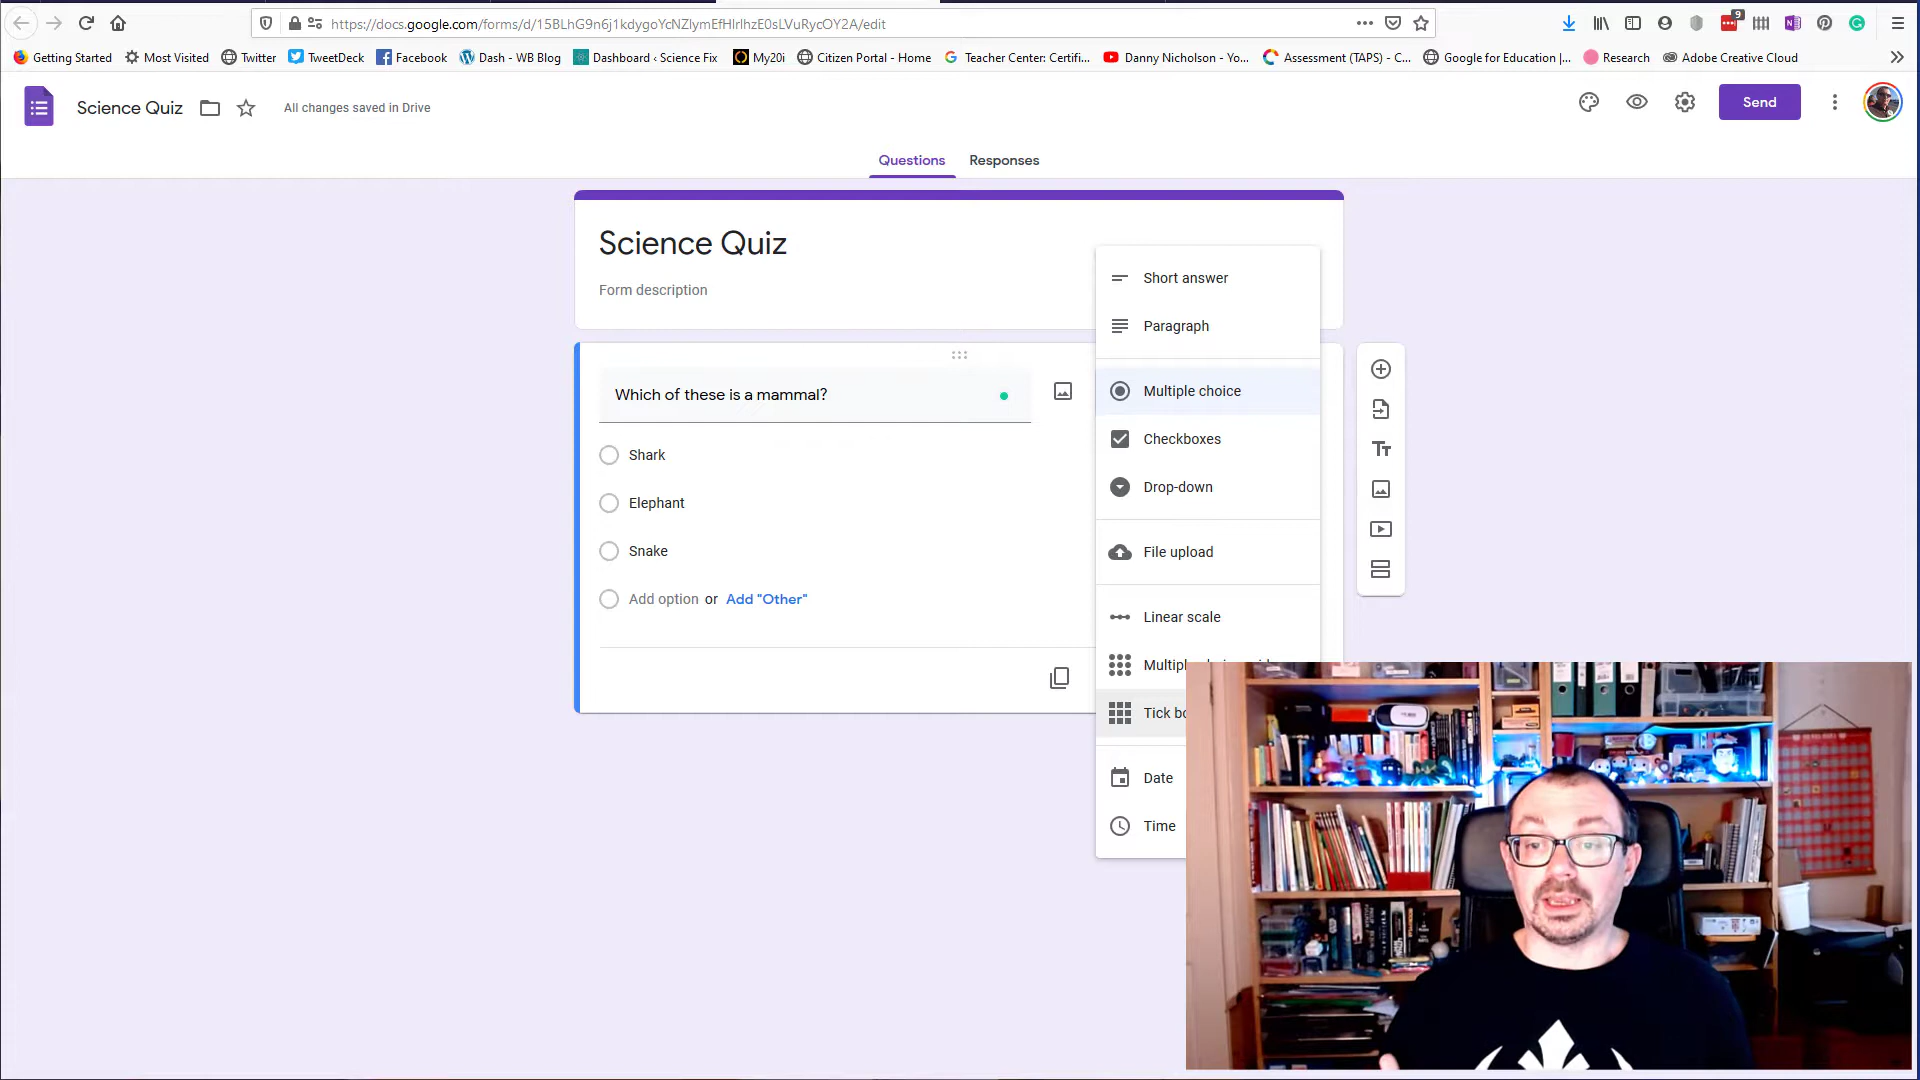 https://docs.google.com/forms/d/15BLhG9n6j1kdygoYcNZlymEfHlrlhzE0sLVuRycOY2A/edit
9
Getting Started
Most Visited
Twitter
TweetDeck
Facebook
Dash - WB Blog
Dashboard ‹ Science Fix
My20i
Citizen Portal - Home
Teacher Center: Certifi...
Danny Nicholson - Yo...
Assessment (TAPS) - C...
Google for Education |...
Research
Adobe Creative Cloud
Science Quiz
All changes saved in Drive
Send
Questions
Responses
Science Quiz
Form description
Which of these is a mammal?
Shark
Elephant
Snake
Add option or Add "Other"
Short answer
Paragraph
Multiple choice
Checkboxes
Drop-down
File upload
Linear scale
Tick bo
Date
Time
Tt